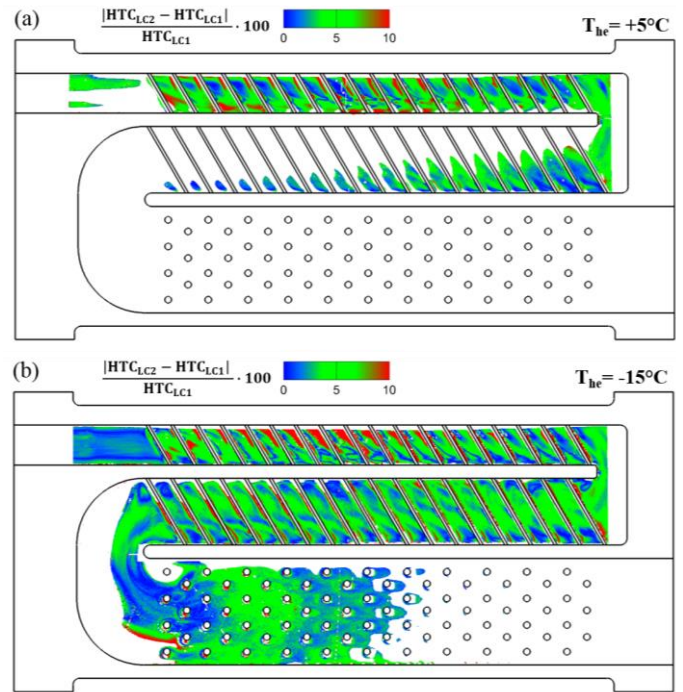 (a) |HTC_LC2 − HTC_LC1| / HTC_LC1 · 100 T_he= +5°C
0 5 10
(b) |HTC_LC2 − HTC_LC1| / HTC_LC1 · 100 T_he= -15°C
0 5 10